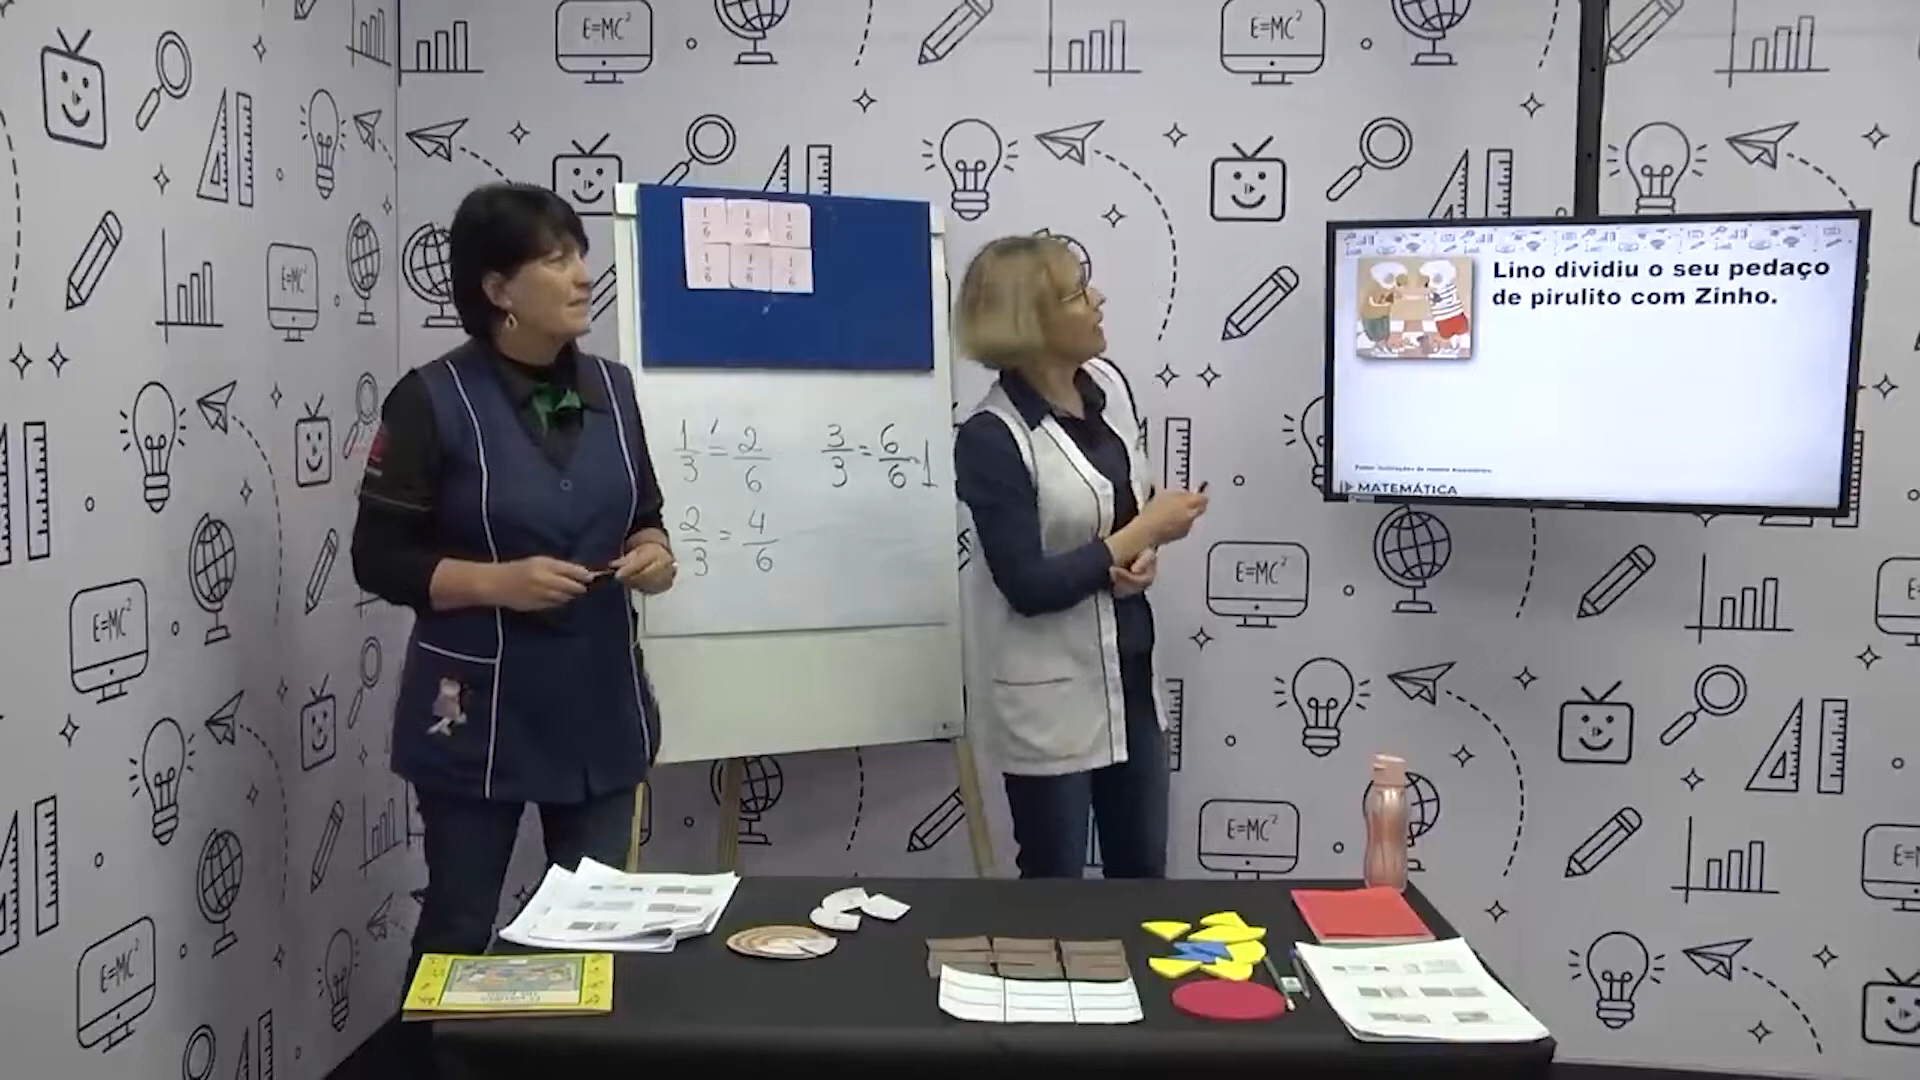 1/6 1/6 1/6
1/6 1/6 1/6
1/3 = 2/6
3/3 = 6/6 = 1
2/3 = 4/6
Lino dividiu o seu pedaço
de pirulito com Zinho.
MATEMÁTICA
E=MC²
E=MC²
E=MC²
E=MC²
E=MC²
E=MC²
E=MC²